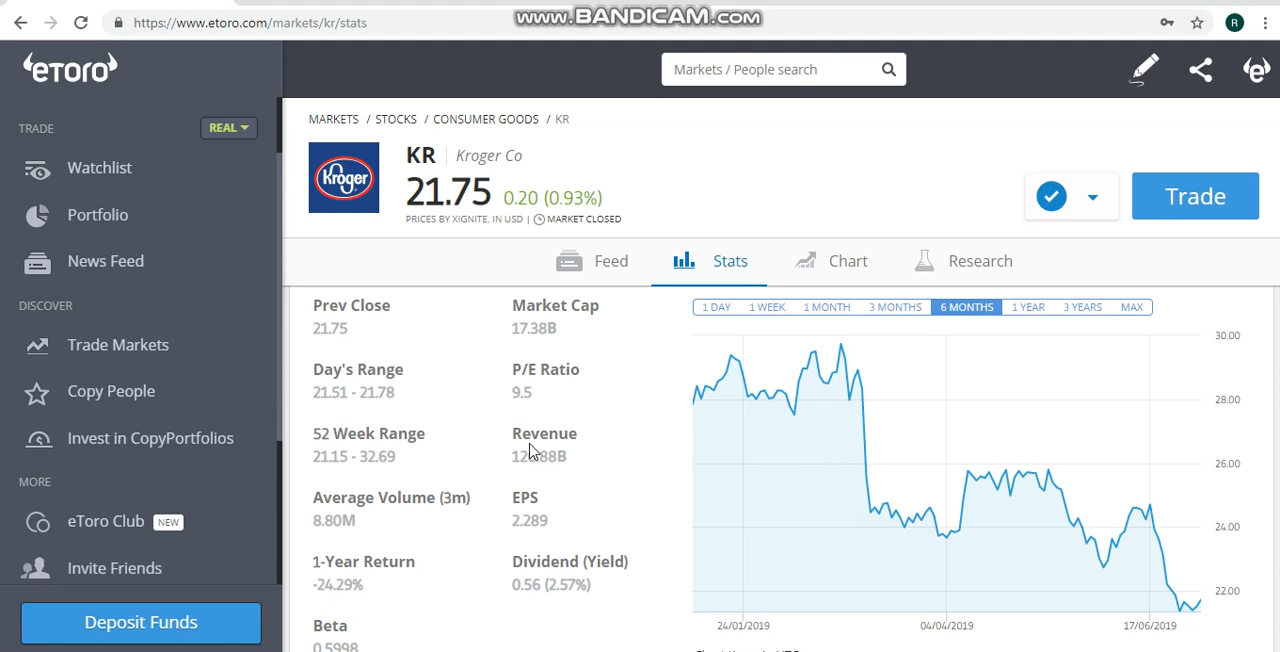 www.BANDICAM.com
https://www.etoro.com/markets/kr/stats
R
eToro
Markets / People search
TRADE
REAL
Watchlist
Portfolio
News Feed
DISCOVER
Trade Markets
Copy People
Invest in CopyPortfolios
MORE
eToro Club NEW
Invite Friends
Deposit Funds
MARKETS / STOCKS / CONSUMER GOODS / KR
Kroger
KR Kroger Co
21.75 0.20 (0.93%)
PRICES BY XIGNITE, IN USD | MARKET CLOSED
Trade
Feed Stats Chart Research
Prev Close
21.75
Day's Range
21.51 - 21.78
52 Week Range
21.15 - 32.69
Average Volume (3m)
8.80M
1-Year Return
-24.29%
Beta
0.5998
Market Cap
17.38B
P/E Ratio
9.5
Revenue
EPS
2.289
Dividend (Yield)
0.56 (2.57%)
1 DAY 1 WEEK 1 MONTH 3 MONTHS 6 MONTHS 1 YEAR 3 YEARS MAX
30.00
28.00
26.00
24.00
22.00
24/01/2019 04/04/2019 17/06/2019